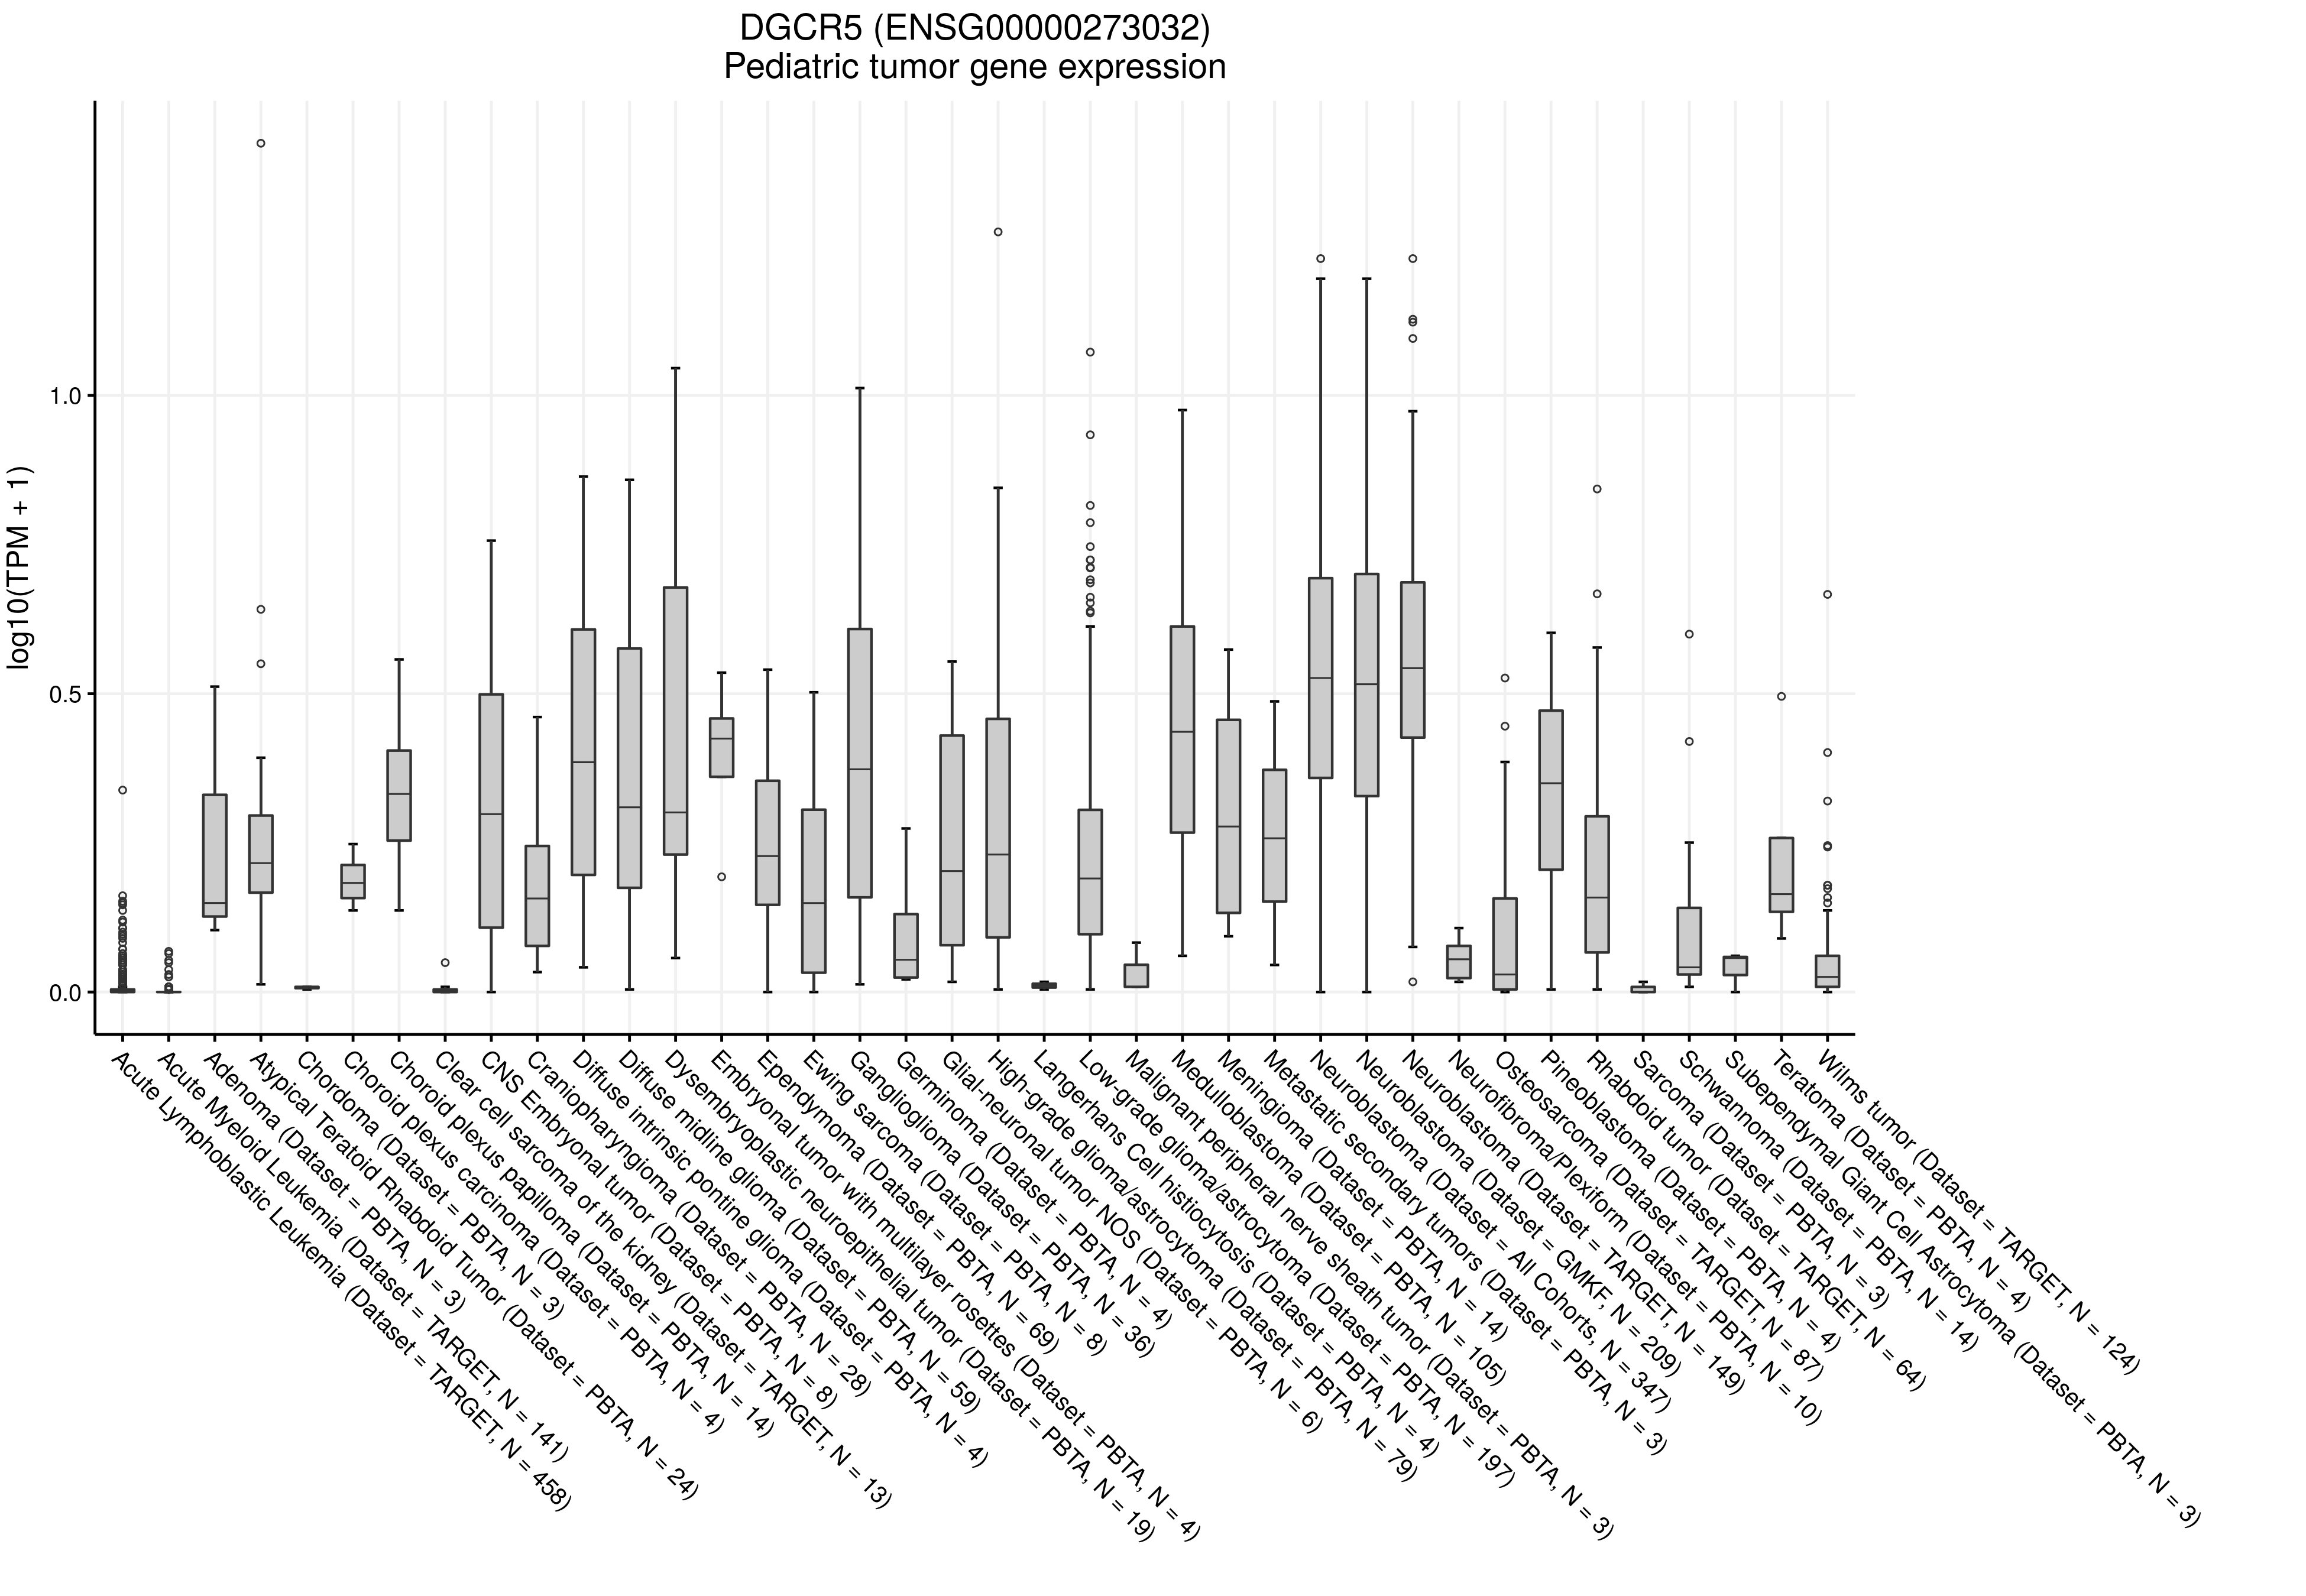 DGCR5 (ENSG00000273032)
Pediatric tumor gene expression
log10(TPM + 1)
1.0
0.5
0.0
Acute Lymphoblastic Leukemia (Dataset = TARGET, N = 458)
Acute Myeloid Leukemia (Dataset = TARGET, N = 141)
Adenoma (Dataset = PBTA, N = 3)
Atypical Teratoid Rhabdoid Tumor (Dataset = PBTA, N = 24)
Chordoma (Dataset = PBTA, N = 3)
Choroid plexus carcinoma (Dataset = PBTA, N = 4)
Choroid plexus papilloma (Dataset = PBTA, N = 14)
Clear cell sarcoma of the kidney (Dataset = TARGET, N = 13)
CNS Embryonal tumor (Dataset = PBTA, N = 8)
Craniopharyngioma (Dataset = PBTA, N = 28)
Diffuse intrinsic pontine glioma (Dataset = PBTA, N = 4)
Diffuse midline glioma (Dataset = PBTA, N = 59)
Dysembryoplastic neuroepithelial tumor (Dataset = PBTA, N = 19)
Embryonal tumor with multilayer rosettes (Dataset = PBTA, N = 4)
Ependymoma (Dataset = PBTA, N = 69)
Ewing sarcoma (Dataset = PBTA, N = 8)
Ganglioglioma (Dataset = PBTA, N = 36)
Germinoma (Dataset = PBTA, N = 4)
Glial-neuronal tumor NOS (Dataset = PBTA, N = 6)
High-grade glioma/astrocytoma (Dataset = PBTA, N = 79)
Langerhans Cell histiocytosis (Dataset = PBTA, N = 4)
Low-grade glioma/astrocytoma (Dataset = PBTA, N = 197)
Malignant peripheral nerve sheath tumor (Dataset = PBTA, N = 3)
Medulloblastoma (Dataset = PBTA, N = 105)
Meningioma (Dataset = PBTA, N = 14)
Metastatic secondary tumors (Dataset = PBTA, N = 3)
Neuroblastoma (Dataset = All Cohorts, N = 347)
Neuroblastoma (Dataset = GMKF, N = 209)
Neuroblastoma (Dataset = TARGET, N = 149)
Neurofibroma/Plexiform (Dataset = PBTA, N = 10)
Osteosarcoma (Dataset = TARGET, N = 87)
Pineoblastoma (Dataset = PBTA, N = 4)
Rhabdoid tumor (Dataset = TARGET, N = 64)
Sarcoma (Dataset = PBTA, N = 3)
Schwannoma (Dataset = PBTA, N = 14)
Subependymal Giant Cell Astrocytoma (Dataset = PBTA, N = 3)
Teratoma (Dataset = PBTA, N = 4)
Wilms tumor (Dataset = TARGET, N = 124)